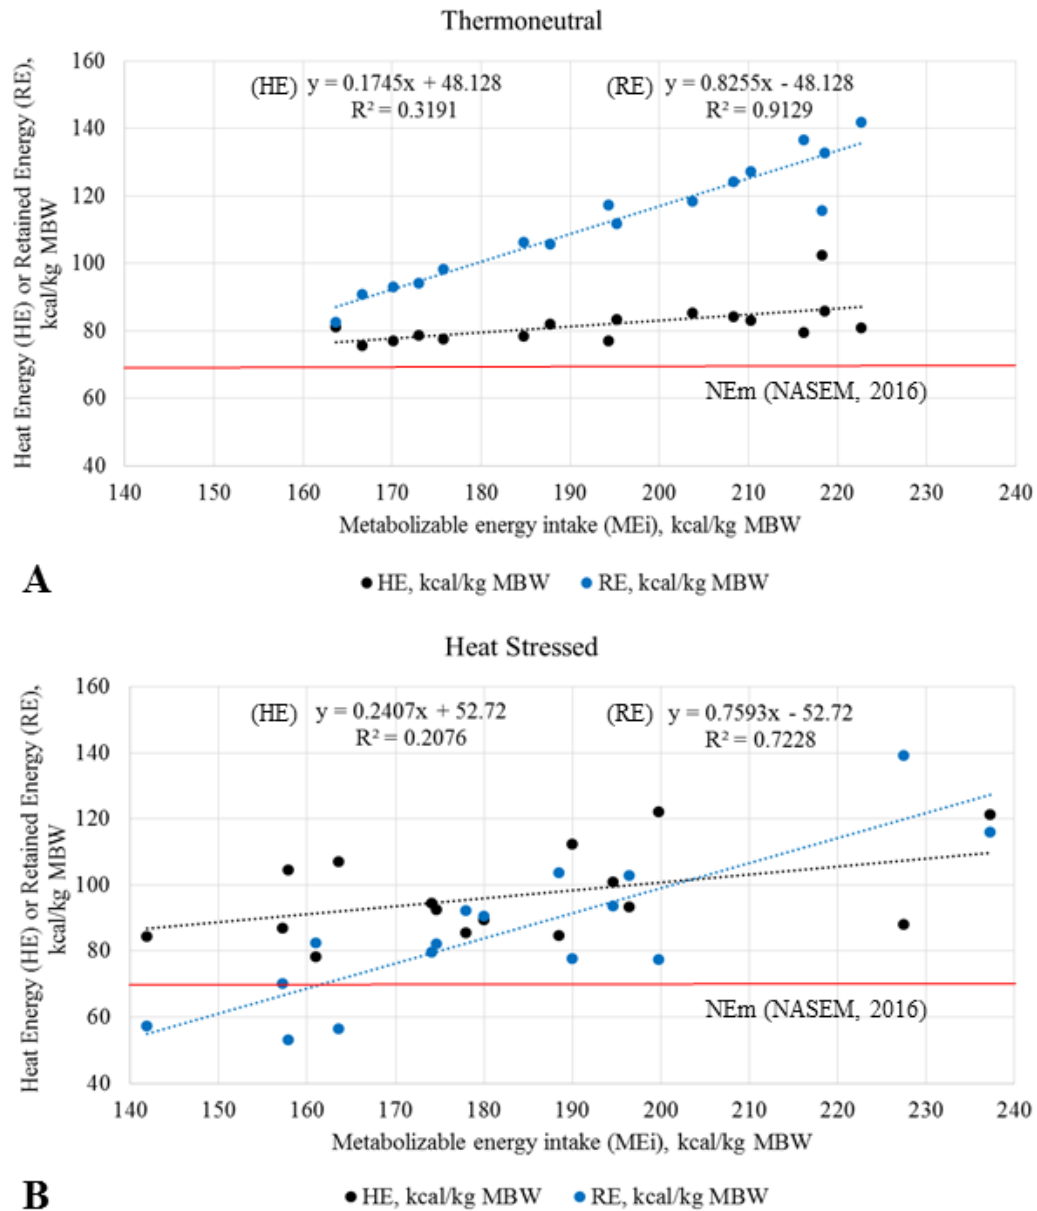 Thermoneutral
Heat Energy (HE) or Retained Energy (RE),
kcal/kg MBW
160
140
120
100
80
60
40
(HE) y = 0.1745x + 48.128
R² = 0.3191
(RE) y = 0.8255x - 48.128
R² = 0.9129
NEm (NASEM, 2016)
140 150 160 170 180 190 200 210 220 230 240
Metabolizable energy intake (MEi), kcal/kg MBW
A
HE, kcal/kg MBW RE, kcal/kg MBW
Heat Stressed
Heat Energy (HE) or Retained Energy (RE),
kcal/kg MBW
160
140
120
100
80
60
40
(HE) y = 0.2407x + 52.72
R² = 0.2076
(RE) y = 0.7593x - 52.72
R² = 0.7228
NEm (NASEM, 2016)
140 150 160 170 180 190 200 210 220 230 240
Metabolizable energy intake (MEi), kcal/kg MBW
B
HE, kcal/kg MBW RE, kcal/kg MBW